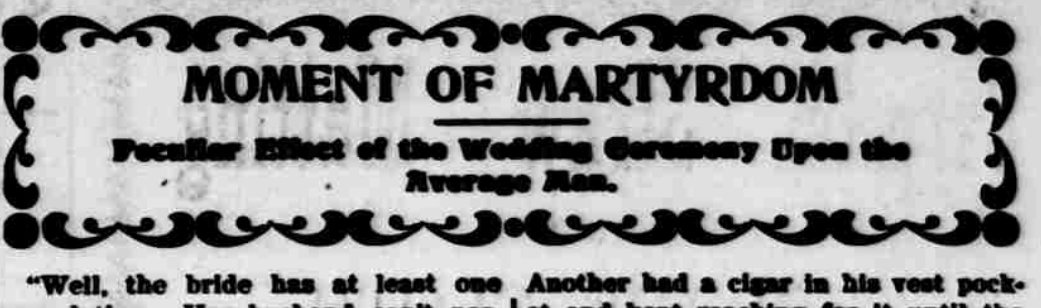 MOMENT OF MARTYRDOM
Peculiar Effect of the Wedding Ceremony Upon the
Average Man.
"Well, the bride has at least one
Another had a cigar in his vest pock-